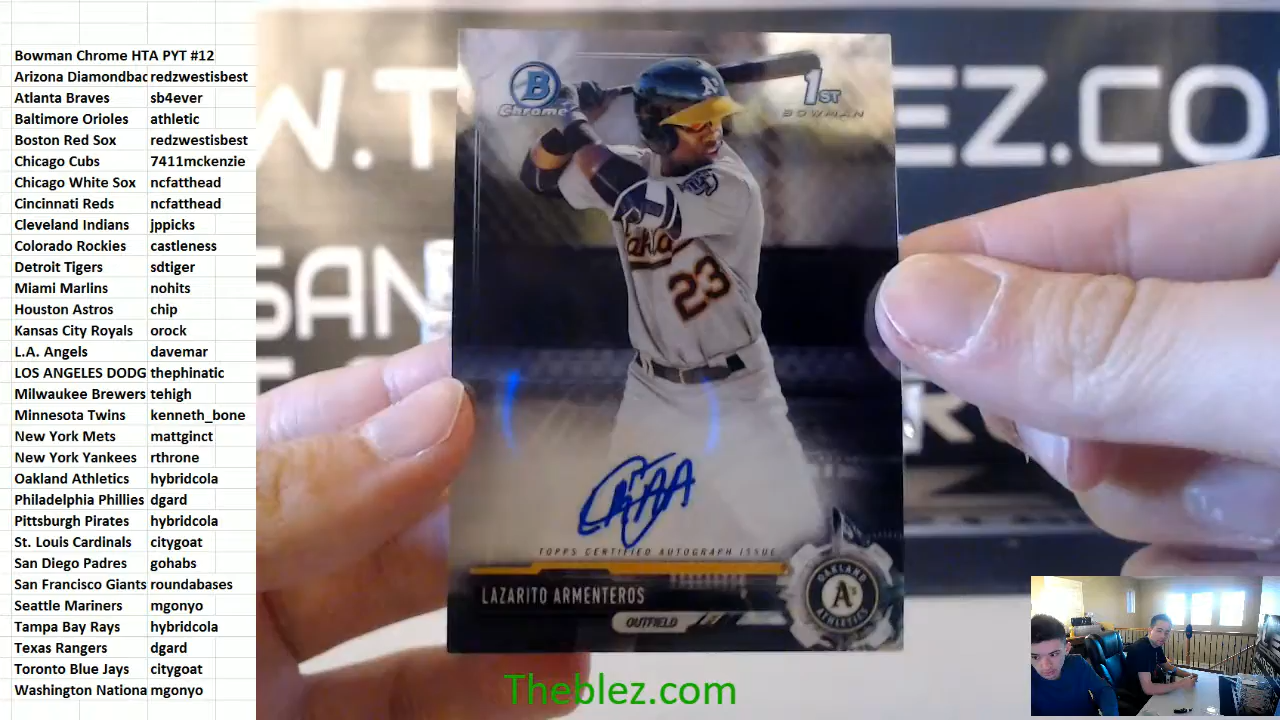 Bowman Chrome HTA PYT #12
Arizona Diamondbac redzwestisbest
Atlanta Braves sb4ever
Baltimore Orioles athletic
Boston Red Sox redzwestisbest
Chicago Cubs 7411mckenzie
Chicago White Sox ncfatthead
Cincinnati Reds ncfatthead
Cleveland Indians jppicks
Colorado Rockies castleness
Detroit Tigers sdtiger
Miami Marlins nohits
Houston Astros chip
Kansas City Royals orock
L.A. Angels davemar
LOS ANGELES DODG thephinatic
Milwaukee Brewers tehigh
Minnesota Twins kenneth_bone
New York Mets mattginct
New York Yankees rthrone
Oakland Athletics hybridcola
Philadelphia Phillies dgard
Pittsburgh Pirates hybridcola
St. Louis Cardinals citygoat
San Diego Padres gohabs
San Francisco Giants roundabases
Seattle Mariners mgonyo
Tampa Bay Rays hybridcola
Texas Rangers dgard
Toronto Blue Jays citygoat
Washington Nationa mgonyo
W.T
EZ.CO
SAN
B
Chrome
1ST
BOWMAN
A's
23
TOPPS CERTIFIED AUTOGRAPH ISSUE
LAZARITO ARMENTEROS
OUTFIELD
OAKLAND
A's
ATHLETICS
Theblez.com